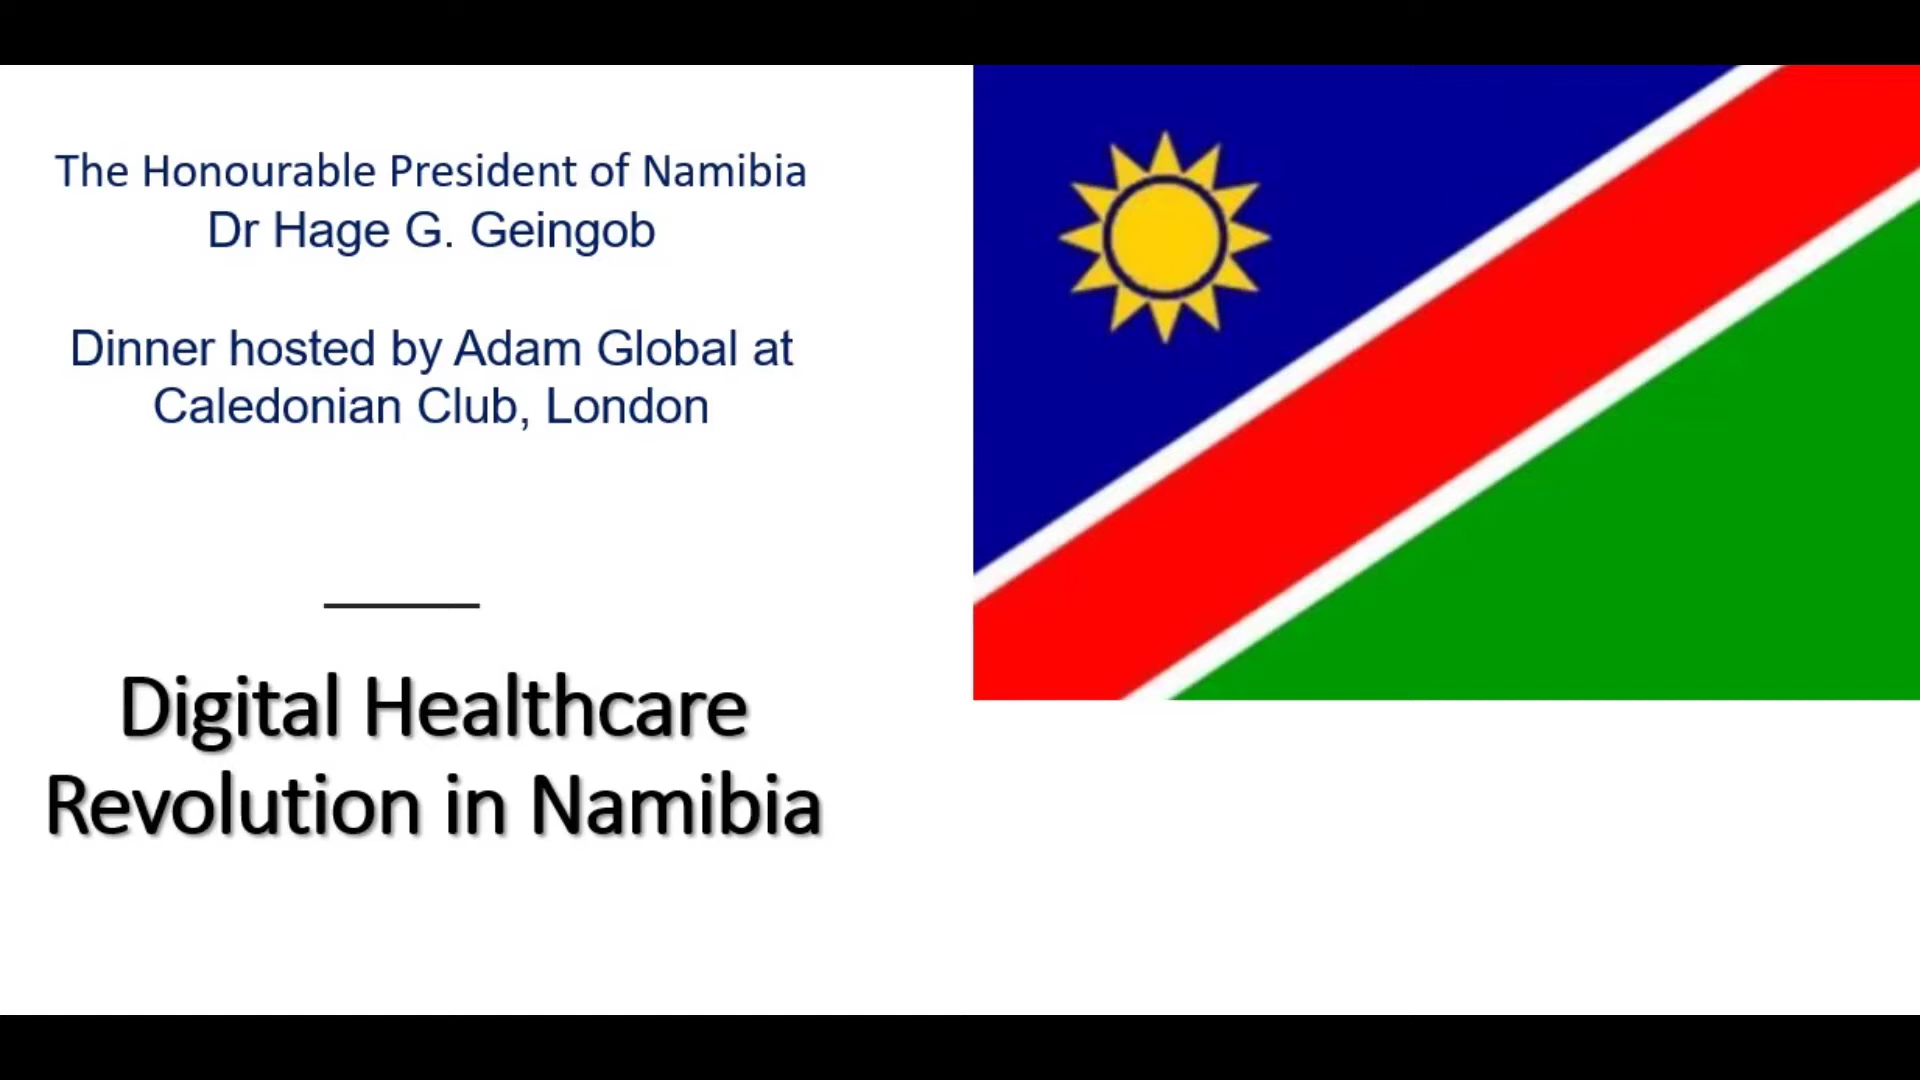 The Honourable President of Namibia
Dr Hage G. Geingob
Dinner hosted by Adam Global at
Caledonian Club, London
Digital Healthcare
Revolution in Namibia